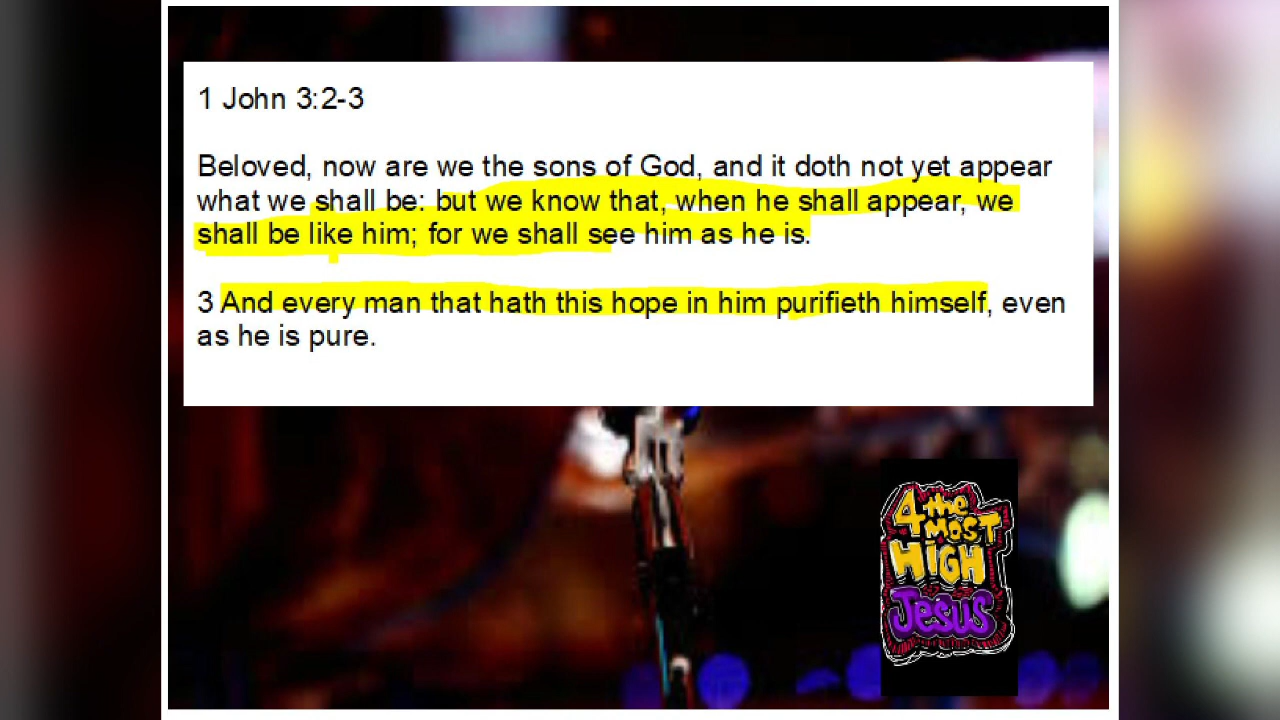 1 John 3:2-3
Beloved, now are we the sons of God, and it doth not yet appear
what we shall be: but we know that, when he shall appear, we
shall be like him; for we shall see him as he is.
3 And every man that hath this hope in him purifieth himself, even
as he is pure.
4 the
MOST
HIGH
Jesus